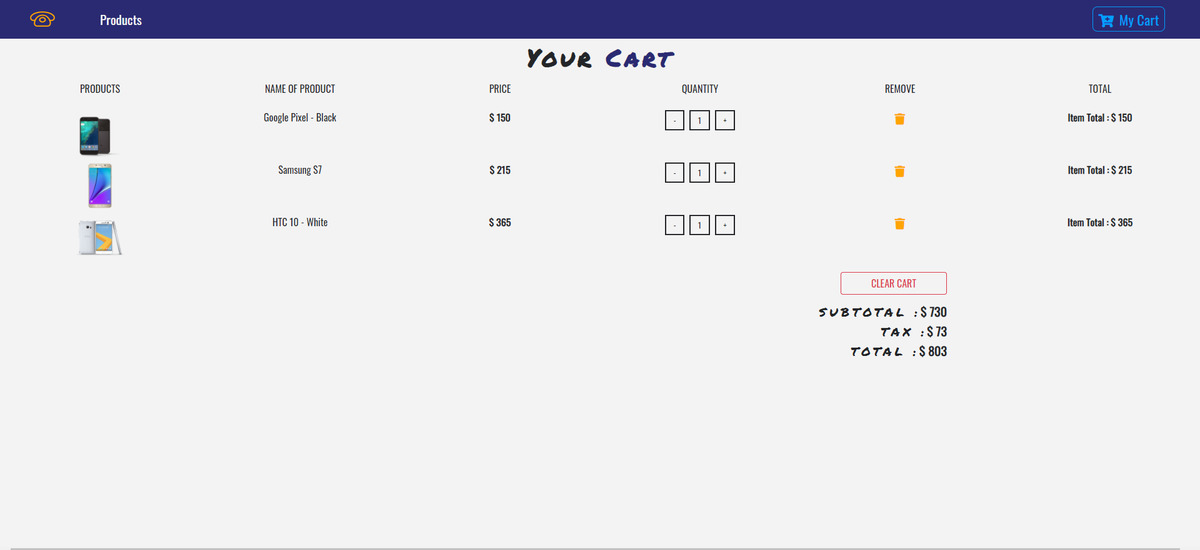 Products My Cart
Your Cart
PRODUCTS NAME OF PRODUCT PRICE QUANTITY REMOVE TOTAL
Google Pixel - Black $ 150 - 1 + Item Total : $ 150
Samsung S7 $ 215 - 1 + Item Total : $ 215
HTC 10 - White $ 365 - 1 + Item Total : $ 365
CLEAR CART
SUBTOTAL : $ 730
TAX : $ 73
TOTAL : $ 803